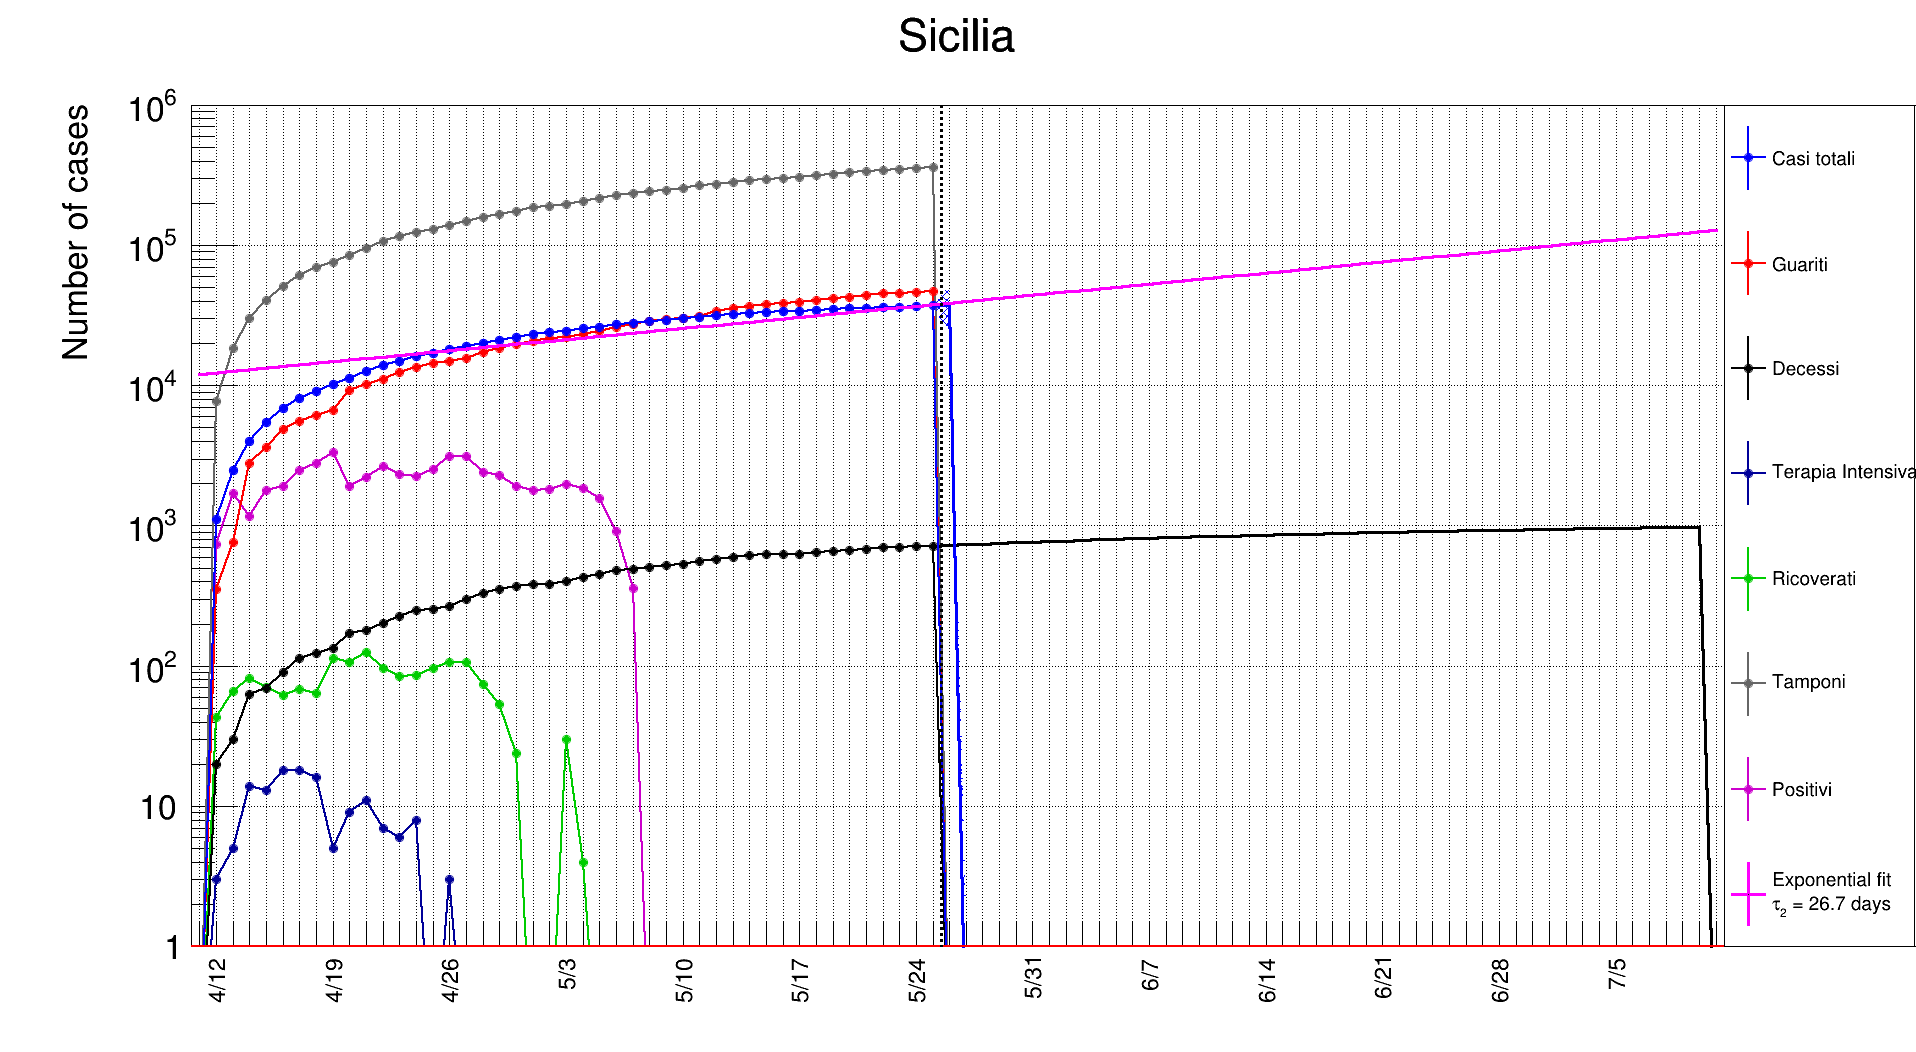 Sicilia
Number of cases
10^6
10^5
10^4
10^3
10^2
10
1
4/12
4/19
4/26
5/3
5/10
5/17
5/24
5/31
6/7
6/14
6/21
6/28
7/5
Casi totali
Guariti
Decessi
Terapia Intensiva
Ricoverati
Tamponi
Positivi
Exponential fit
τ₂ = 26.7 days